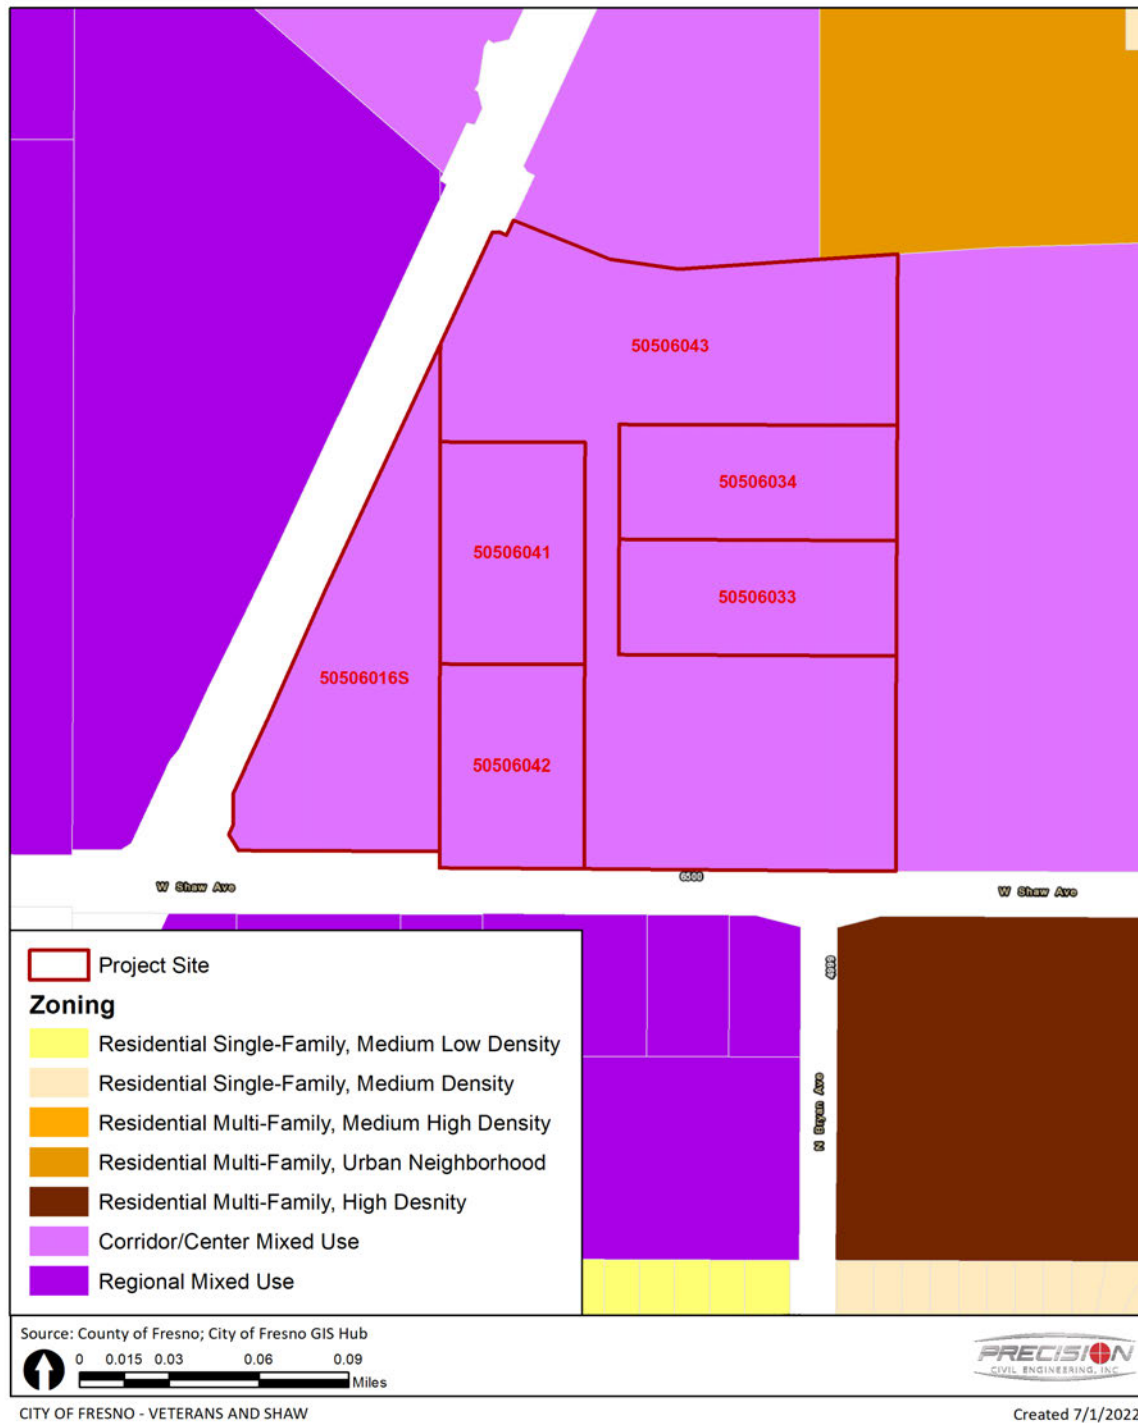 50506043
50506034
50506041
50506033
50506016S
50506042
6500
W Shaw Ave
W Shaw Ave
4999
N Bryan Ave
Project Site
Zoning
Residential Single-Family, Medium Low Density
Residential Single-Family, Medium Density
Residential Multi-Family, Medium High Density
Residential Multi-Family, Urban Neighborhood
Residential Multi-Family, High Desnity
Corridor/Center Mixed Use
Regional Mixed Use
Source: County of Fresno; City of Fresno GIS Hub
0 0.015 0.03 0.06 0.09
Miles
PRECISION
CIVIL ENGINEERING, INC
CITY OF FRESNO - VETERANS AND SHAW
Created 7/1/2022